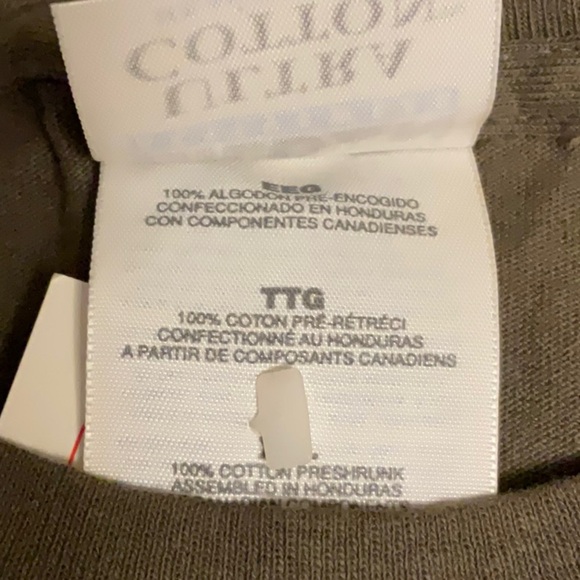 ULTRA
COTTON
EEG
100% ALGODON PRE-ENCOGIDO
CONFECCIONADO EN HONDURAS
CON COMPONENTES CANADIENSES
TTG
100% COTON PRÉ-RÉTRÉCI
CONFECTIONNÉ AU HONDURAS
A PARTIR DE COMPOSANTS CANADIENS
100% COTTON PRESHRUNK
ASSEMBLED IN HONDURAS